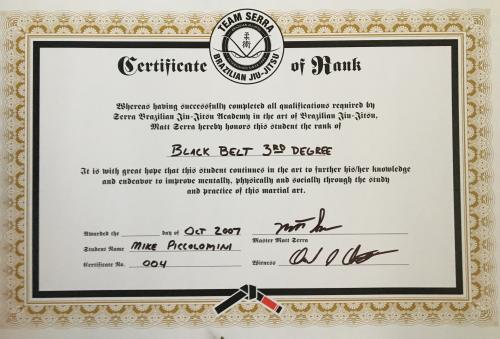 TEAM SERRA
柔術
BRAZILIAN JIU-JITSU
Certificate of Rank
Whereas having successfully completed all qualifications required by
Serra Brazilian Jiu-Jitsu Academy in the art of Brazilian Jiu-Jitsu,
Matt Serra hereby honors this student the rank of
BLACK BELT 3RD DEGREE
It is with great hope that this student continues in the art to further his/her knowledge
and endeavor to improve mentally, physically and socially through the study
and practice of this martial art.
Awarded the day of OCT 2007
Student Name MIKE PICCOLOMINI
Master Matt Serra
Certificate No. 004
Witness